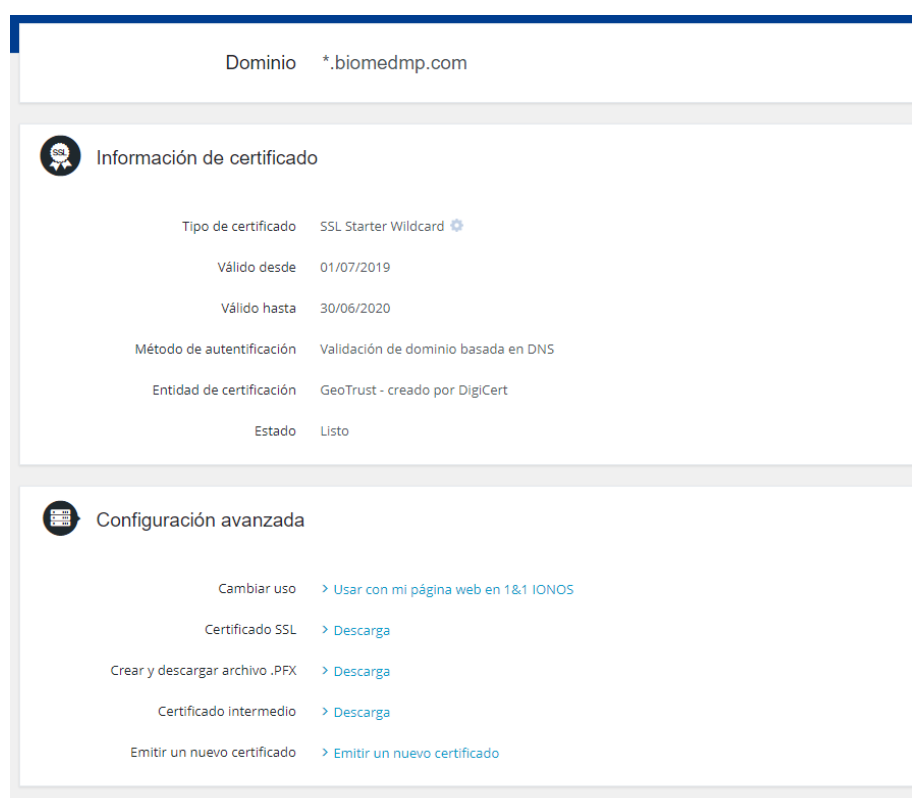 Dominio *.biomedmp.com
SSL
Información de certificado
Tipo de certificado SSL Starter Wildcard
Válido desde 01/07/2019
Válido hasta 30/06/2020
Método de autentificación Validación de dominio basada en DNS
Entidad de certificación GeoTrust - creado por DigiCert
Estado Listo
Configuración avanzada
Cambiar uso > Usar con mi página web en 1&1 IONOS
Certificado SSL > Descarga
Crear y descargar archivo .PFX > Descarga
Certificado intermedio > Descarga
Emitir un nuevo certificado > Emitir un nuevo certificado